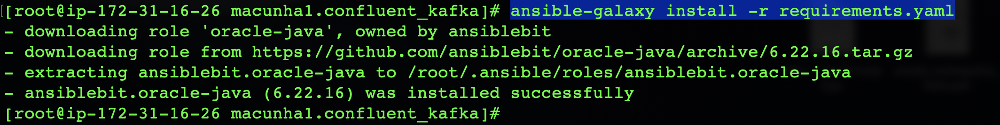 [[root@ip-172-31-16-26 macunha1.confluent_kafka]# ansible-galaxy install -r requirements.yaml
- downloading role 'oracle-java', owned by ansiblebit
- downloading role from https://github.com/ansiblebit/oracle-java/archive/6.22.16.tar.gz
- extracting ansiblebit.oracle-java to /root/.ansible/roles/ansiblebit.oracle-java
- ansiblebit.oracle-java (6.22.16) was installed successfully
[root@ip-172-31-16-26 macunha1.confluent_kafka]#